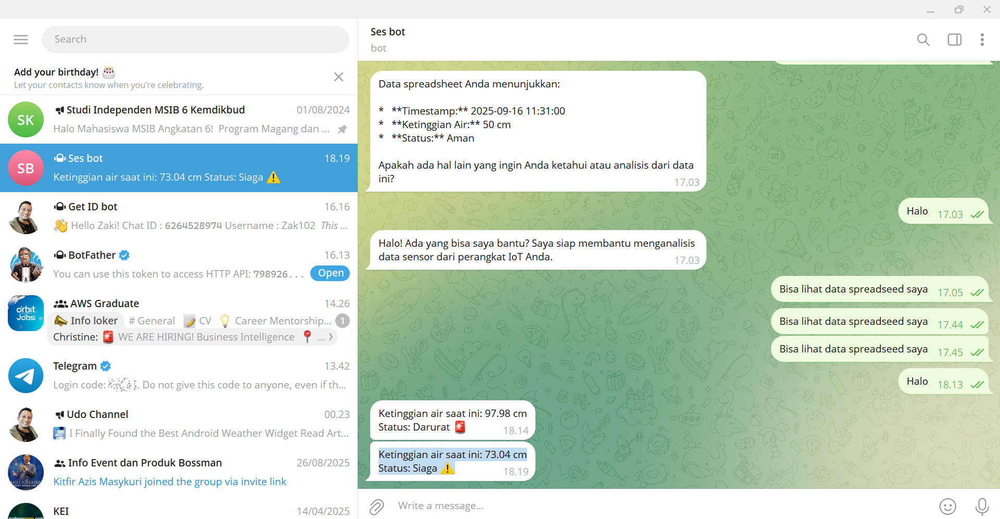 Search
Add your birthday! 🎂
Let your contacts know when you’re celebrating.
SK
Studi Independen MSIB 6 Kemdikbud
01/08/2024
Halo Mahasiswa MSIB Angkatan 6! Program Magang dan ...
SB
Ses bot
18.19
Ketinggian air saat ini: 73.04 cm Status: Siaga ⚠️
Get ID bot
16.16
👋 Hello Zaki! Chat ID : 6264528974 Username : Zak102 This ...
BotFather
16.13
You can use this token to access HTTP API: 798926...
Open
orbit
Jobs
AWS Graduate
14.26
📣 Info loker # General 📝 CV 💡 Career Mentorship... 1
Christine: 🚨 WE ARE HIRING! Business Intelligence 📍 ...
Telegram
13.42
Login code: . Do not give this code to anyone, even if th...
Udo Channel
00.23
I Finally Found the Best Android Weather Widget Read Art...
MILLIONAIRE
Info Event dan Produk Bossman
26/08/2025
Kitfir Azis Masykuri joined the group via invite link
KEI
14/04/2025
Ses bot
bot
Data spreadsheet Anda menunjukkan:
* **Timestamp:** 2025-09-16 11:31:00
* **Ketinggian Air:** 50 cm
* **Status:** Aman
Apakah ada hal lain yang ingin Anda ketahui atau analisis dari data
ini?
17.03
Halo 17.03
Halo! Ada yang bisa saya bantu? Saya siap membantu menganalisis
data sensor dari perangkat IoT Anda.
17.03
Bisa lihat data spreadseed saya 17.05
Bisa lihat data spreadseed saya 17.44
Bisa lihat data spreadseed saya 17.45
Halo 18.13
Ketinggian air saat ini: 97.98 cm
Status: Darurat 🚨
18.14
Ketinggian air saat ini: 73.04 cm
Status: Siaga ⚠️
18.19
Write a message...